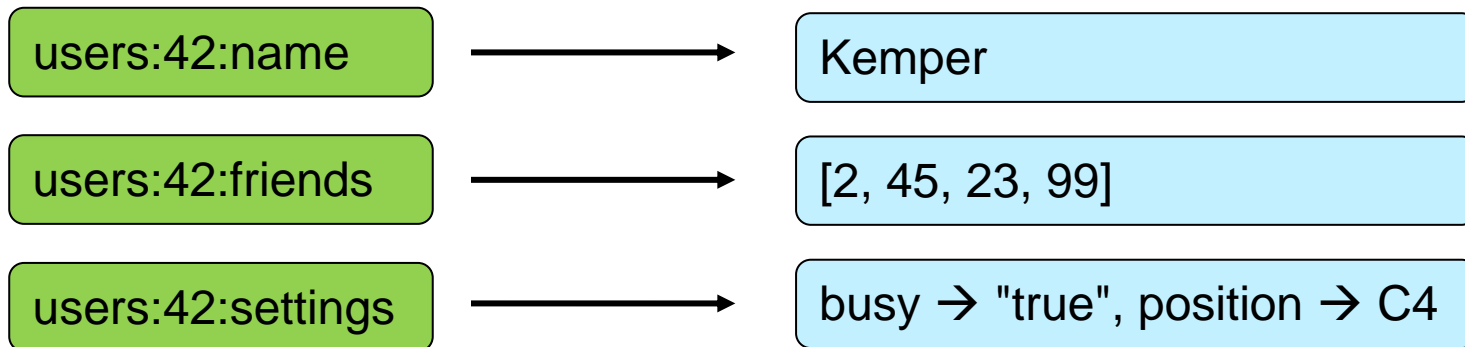 users:42:name Kemper
users:42:friends [2, 45, 23, 99]
users:42:settings busy → "true", position → C4